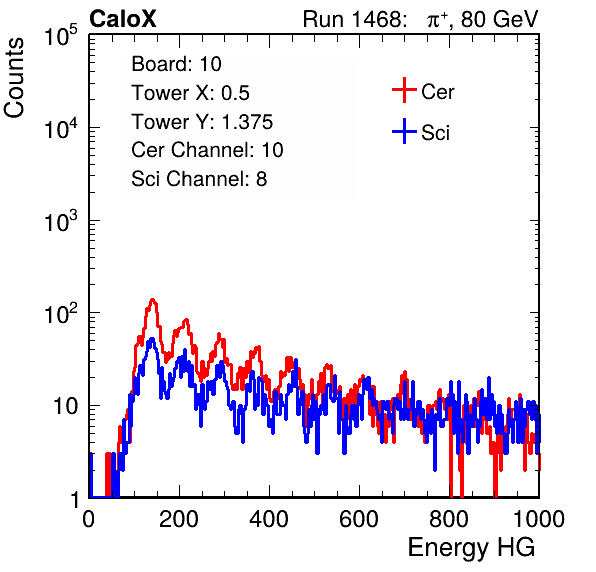 CaloX Run 1468: π⁺, 80 GeV
Counts
10⁵
10⁴
10³
10²
10
1
Board: 10
Tower X: 0.5
Tower Y: 1.375
Cer Channel: 10
Sci Channel: 8
Cer
Sci
0 200 400 600 800 1000
Energy HG